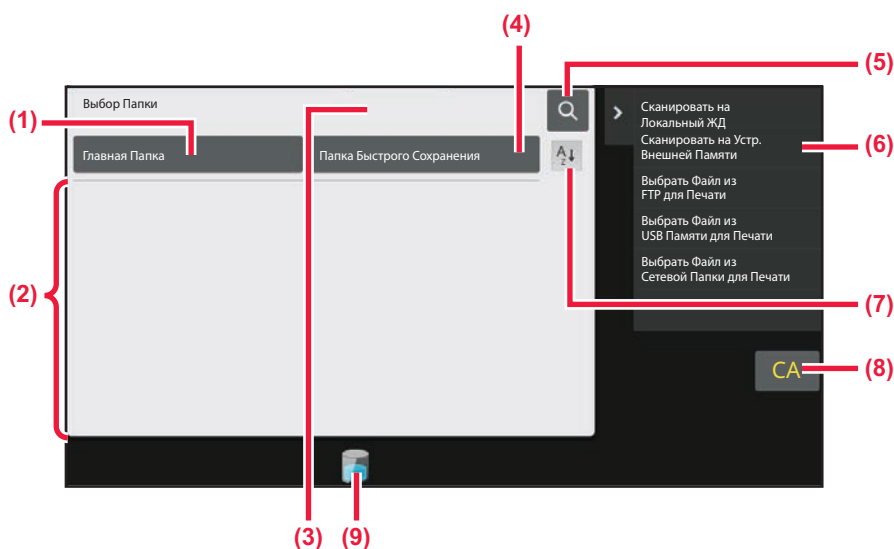 (4)
(5)
(1)
Выбор Папки
Сканировать на
Локальный ЖД
Сканировать на Устр.
Внешней Памяти
(6)
Главная Папка
Папка Быстрого Сохранения
A
Z
Выбрать Файл из
FTP для Печати
Выбрать Файл из
USB Памяти для Печати
Выбрать Файл из
Сетевой Папки для Печати
(2)
(7)
CA
(8)
(3)
(9)